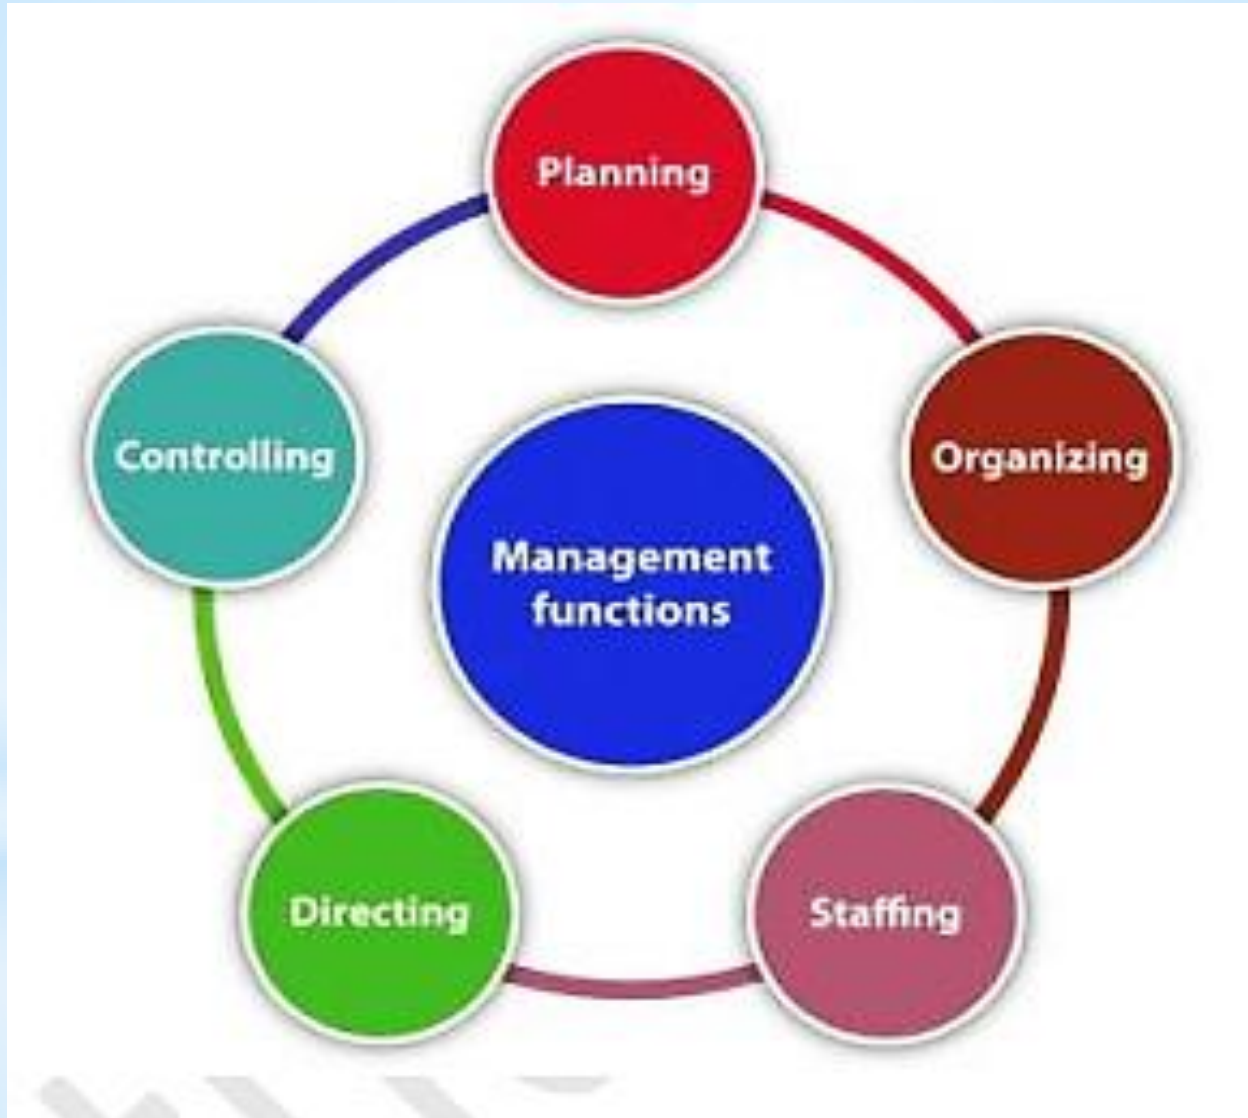 Planning
Organizing
Staffing
Directing
Controlling
Management
functions